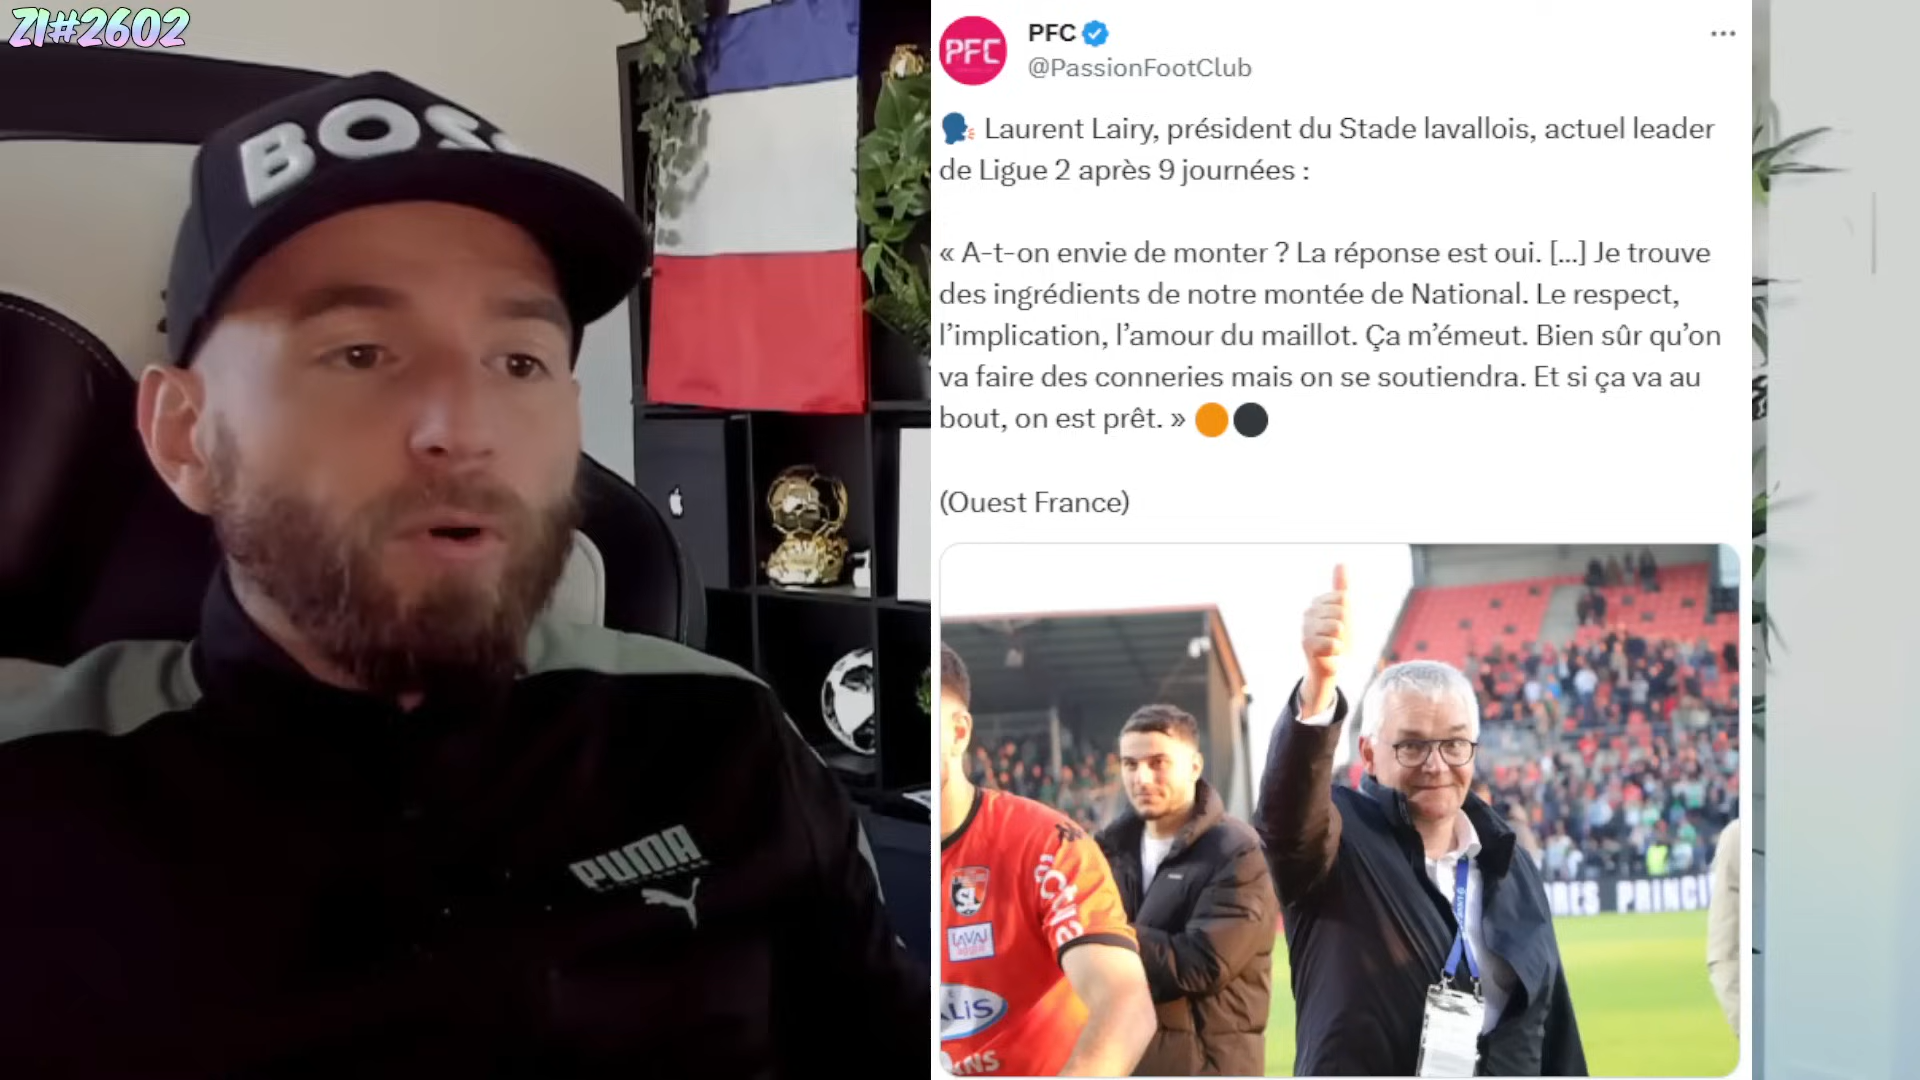 ZI#2602
BOSS
PUMA
PFC
PFC
@PassionFootClub
Laurent Lairy, président du Stade lavallois, actuel leader
de Ligue 2 après 9 journées :
« A-t-on envie de monter ? La réponse est oui. [...] Je trouve
des ingrédients de notre montée de National. Le respect,
l’implication, l’amour du maillot. Ça m’émeut. Bien sûr qu’on
va faire des conneries mais on se soutiendra. Et si ça va au
bout, on est prêt. »
(Ouest France)
SL
LAVAL